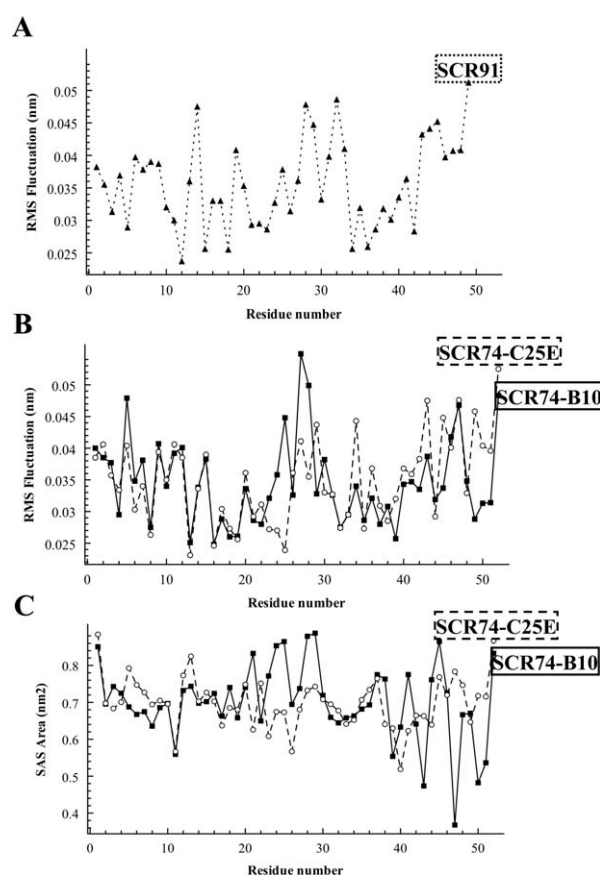 A
SCR91
RMS Fluctuation (nm)
0.05
0.045
0.04
0.035
0.03
0.025
0 10 20 30 40 50
Residue number
B
SCR74-C25E
SCR74-B10
RMS Fluctuation (nm)
0.05
0.045
0.04
0.035
0.03
0.025
0 10 20 30 40 50
Residue number
C
SCR74-C25E
SCR74-B10
SAS Area (nm2)
0.8
0.7
0.6
0.5
0.4
0 10 20 30 40 50
Residue number